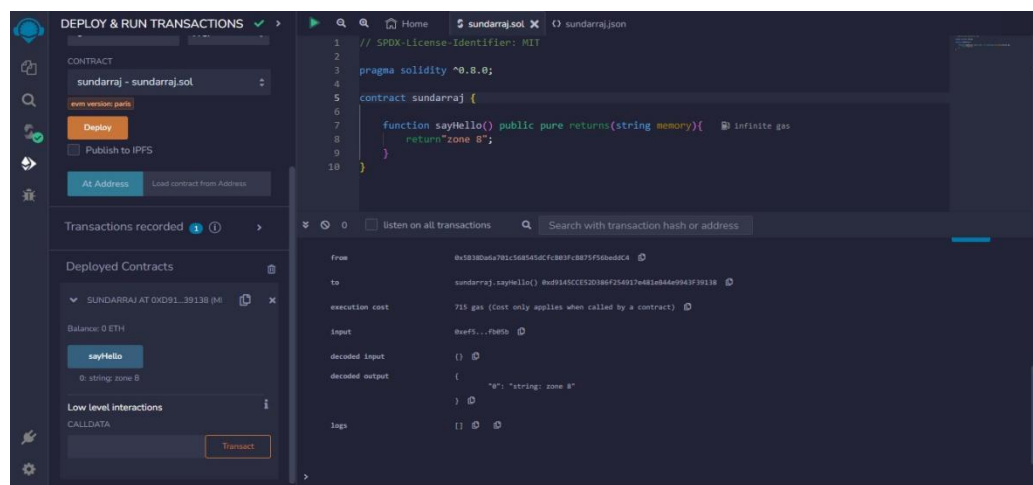 DEPLOY & RUN TRANSACTIONS
CONTRACT
sundarraj - sundarraj.sol
evm version: paris
Deploy
Publish to IPFS
At Address Load contract from Address
Transactions recorded 1
Deployed Contracts
SUNDARRAJ AT 0XD91...39138 (MI
Balance: 0 ETH
sayHello
0: string: zone 8
Low level interactions
CALLDATA
Transact
Home sundarraj.sol sundarraj.json
1 // SPDX-License-Identifier: MIT
2
3 pragma solidity ^0.8.0;
4
5 contract sundarraj {
6
7 function sayHello() public pure returns(string memory){ infinite gas
8 return"zone 8";
9 }
10 }
0 listen on all transactions Search with transaction hash or address
from 0x5B38Da6a701c568545dCfcB03FcB875f56beddC4
to sundarraj.sayHello() 0xd9145CCE52D386f254917e481eB44e9943F39138
execution cost 715 gas (Cost only applies when called by a contract)
input 0xef5...fb05b
decoded input {}
decoded output {
"0": "string: zone 8"
}
logs []
>